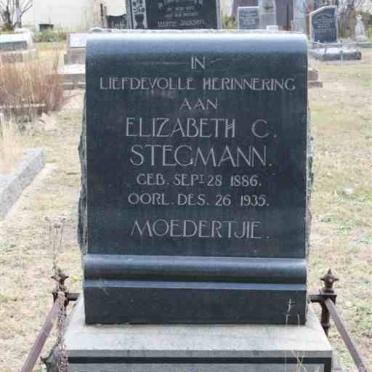 IN
LIEFDEVOLLE HERINNERING
AAN
ELIZABETH C.
STEGMANN.
GEB. SEPT 28 1886.
OORL. DES. 26 1935.
MOEDERTJIE.